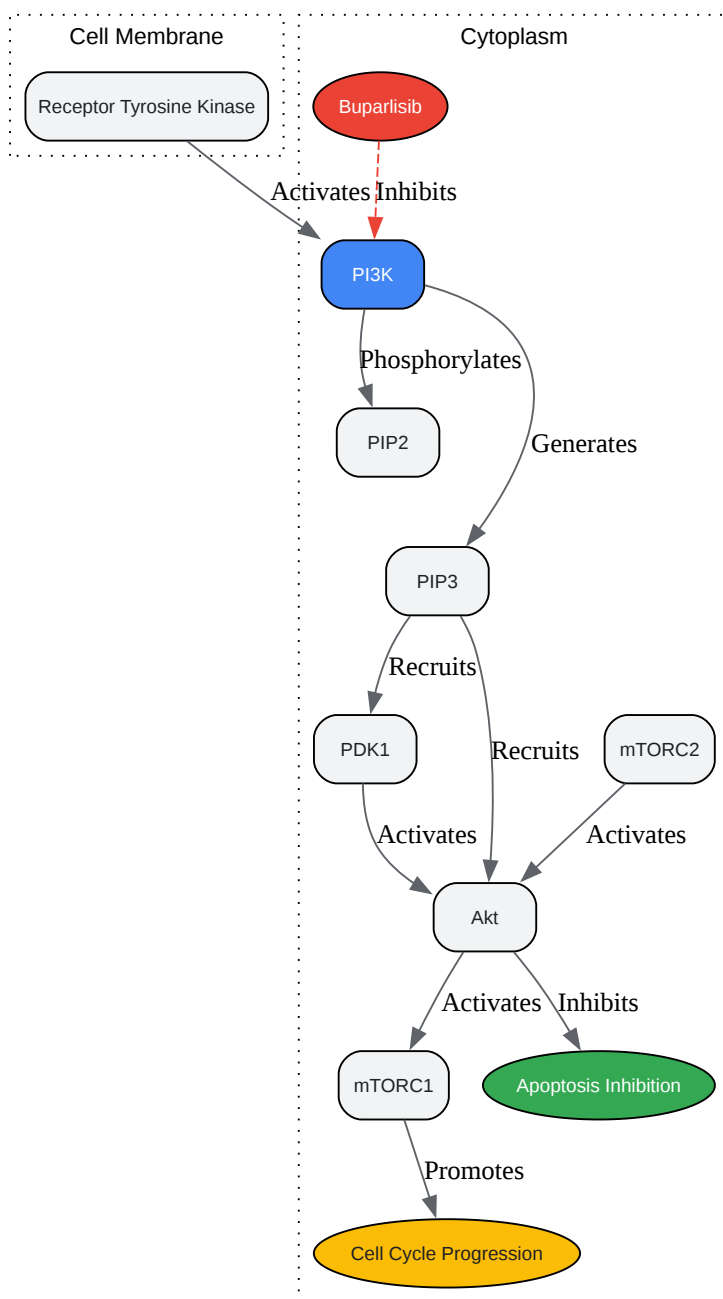 Cell Membrane
Cytoplasm
Receptor Tyrosine Kinase
Buparlisib
Activates
Inhibits
PI3K
Phosphorylates
PIP2
Generates
PIP3
Recruits
PDK1
Recruits
mTORC2
Activates
Activates
Akt
Activates
Inhibits
mTORC1
Apoptosis Inhibition
Promotes
Cell Cycle Progression